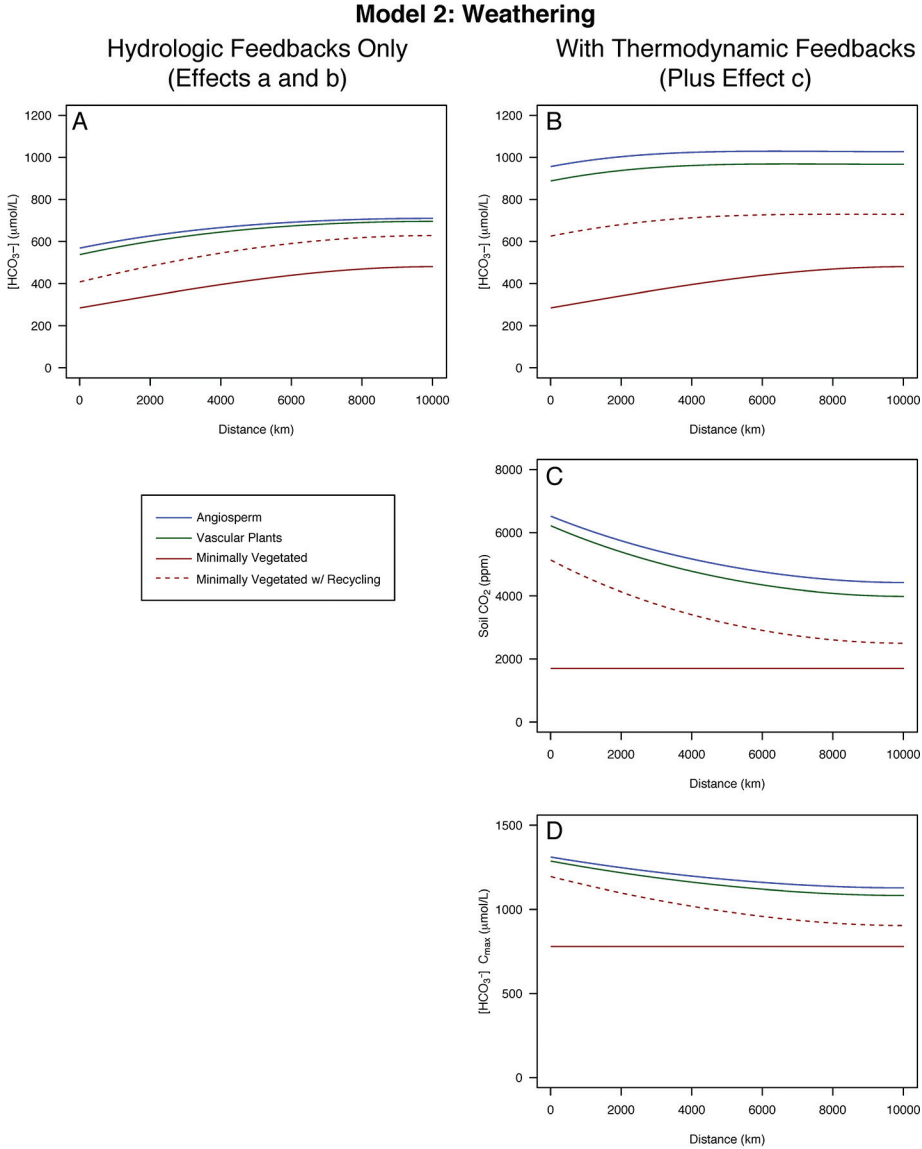 Model 2: Weathering
Hydrologic Feedbacks Only
(Effects a and b)
With Thermodynamic Feedbacks
(Plus Effect c)
A
[HCO₃−] (μmol/L)
1200
1000
800
600
400
200
0
0 2000 4000 6000 8000 10000
Distance (km)
B
[HCO₃−] (μmol/L)
1200
1000
800
600
400
200
0
0 2000 4000 6000 8000 10000
Distance (km)
Angiosperm
Vascular Plants
Minimally Vegetated
Minimally Vegetated w/ Recycling
C
Soil CO₂ (ppm)
8000
6000
4000
2000
0
0 2000 4000 6000 8000 10000
Distance (km)
D
[HCO₃⁻] Cₘₐₓ (μmol/L)
1500
1000
500
0
0 2000 4000 6000 8000 10000
Distance (km)